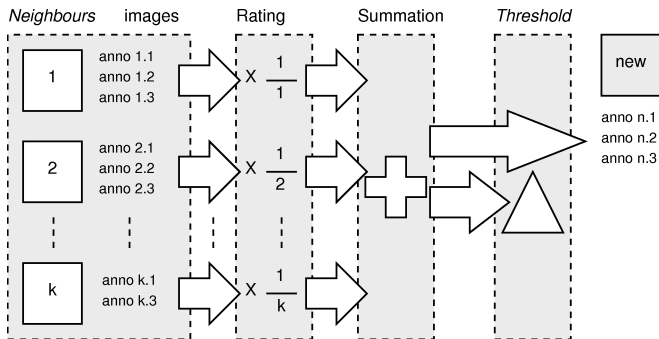 Neighbours images Rating Summation Threshold
1
anno 1.1
anno 1.2
anno 1.3
X 1
1
new
anno n.1
anno n.2
anno n.3
2
anno 2.1
anno 2.2
anno 2.3
X 1
2
k
anno k.1
anno k.3
X 1
k